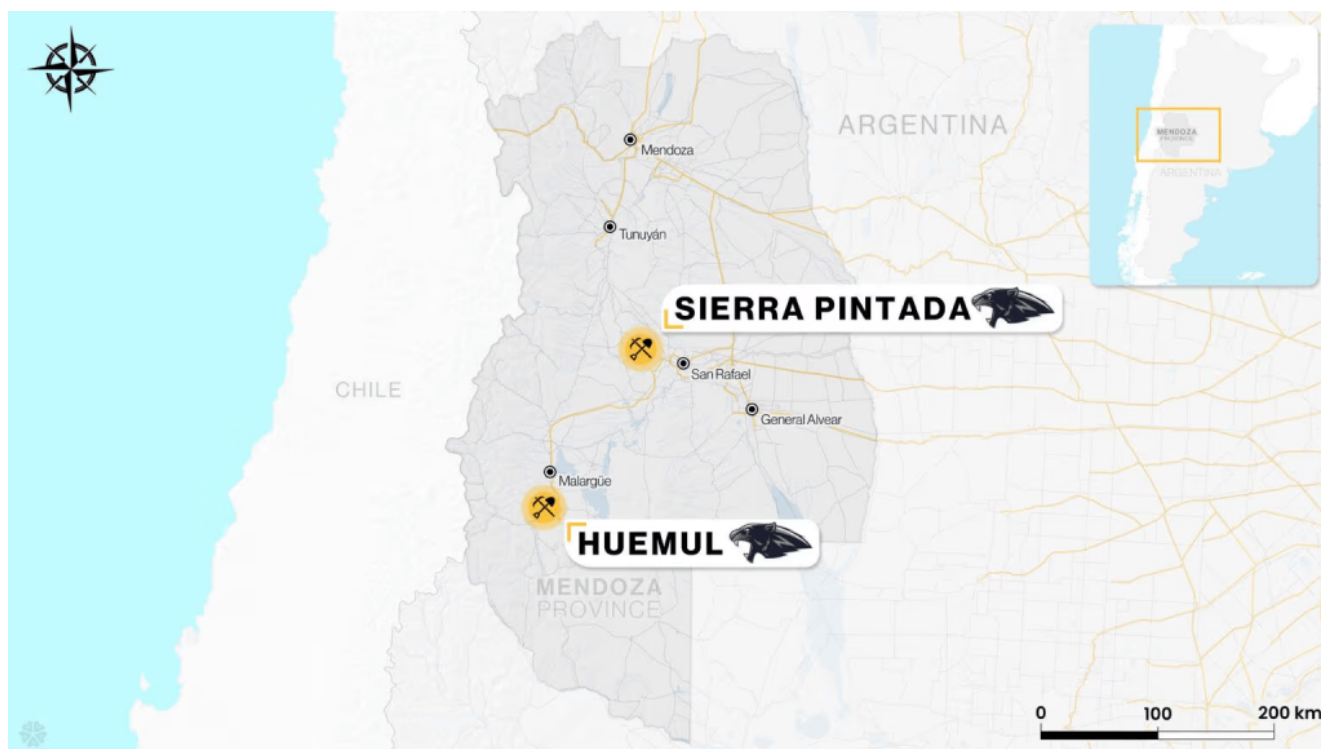 ARGENTINA
MENDOZA
PROVINCE
ARGENTINA
Mendoza
Tunuyán
SIERRA PINTADA
San Rafael
CHILE
General Alvear
Malargüe
HUEMUL
MENDOZA
PROVINCE
0 100 200 km